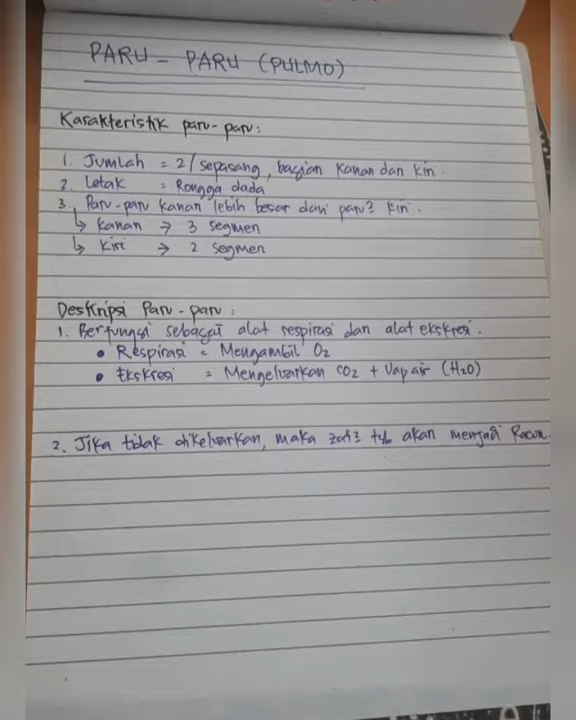 PARU - PARU (PULMO)
Karakteristik paru-paru:
1. Jumlah = 2/sepasang, bagian kanan dan kiri.
2. Letak = Rongga dada
3. Paru-paru kanan lebih besar dari paru2 kiri.
↳ kanan → 3 segmen
↳ kiri → 2 segmen
Deskripsi Paru-paru:
1. Berfungsi sebagai alat respirasi dan alat ekskresi.
• Respirasi = Mengambil O2
• Ekskresi = Mengeluarkan CO2 + Uap air (H2O)
2. Jika tidak dikeluarkan, maka zat2 tsb akan menjadi Racun.